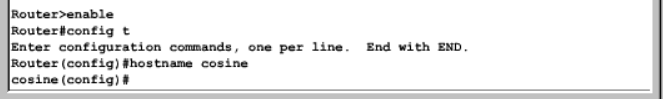 Router>enable
Router#config t
Enter configuration commands, one per line.  End with END.
Router(config)#hostname cosine
cosine(config)#